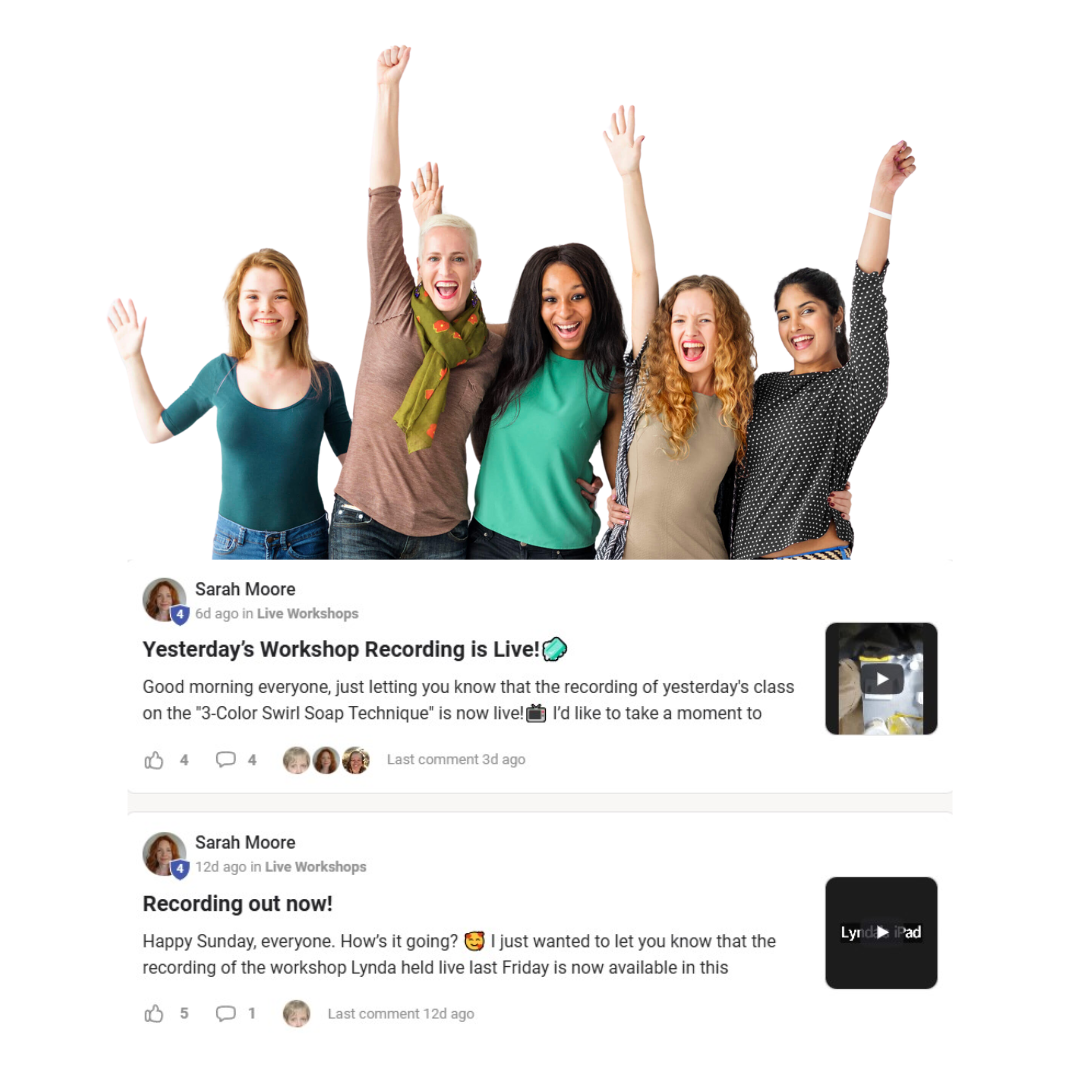 Sarah Moore
4
6d ago in Live Workshops
Yesterday’s Workshop Recording is Live!
Good morning everyone, just letting you know that the recording of yesterday's class
on the "3-Color Swirl Soap Technique" is now live! I’d like to take a moment to
4 4 Last comment 3d ago
Sarah Moore
4
12d ago in Live Workshops
Recording out now!
Happy Sunday, everyone. How’s it going? 🥰 I just wanted to let you know that the
Lynda's iPad
recording of the workshop Lynda held live last Friday is now available in this
5 1 Last comment 12d ago